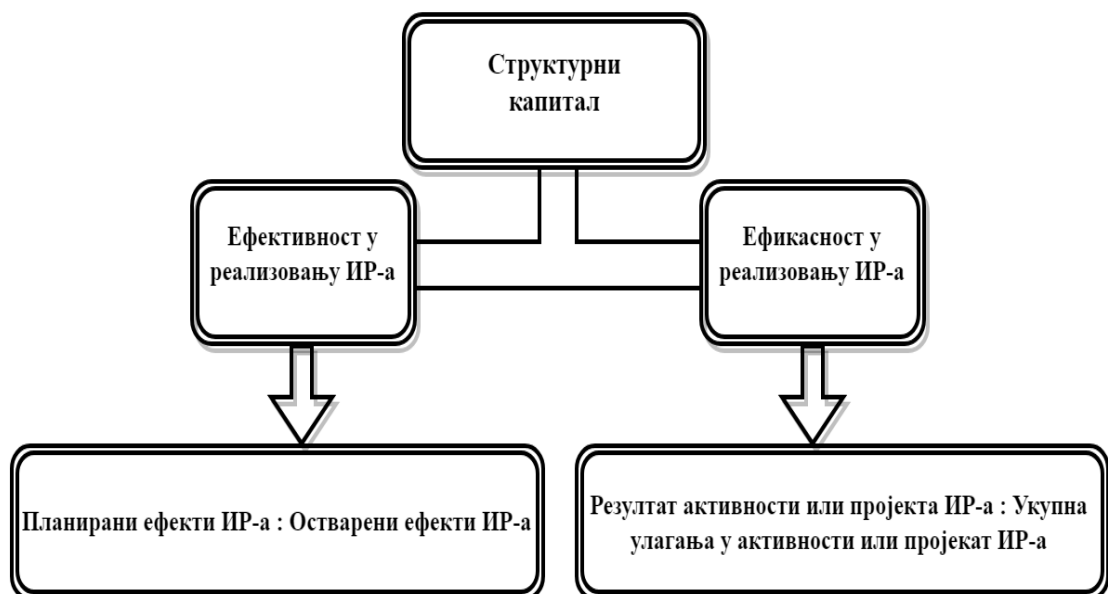 Структурни
капитал
Ефективност у
реализовању ИР-а
Ефикасност у
реализовању ИР-а
Планирани ефекти ИР-а : Остварени ефекти ИР-а
Резултат активности или пројекта ИР-а : Укупна
улагања у активности или пројекат ИР-а